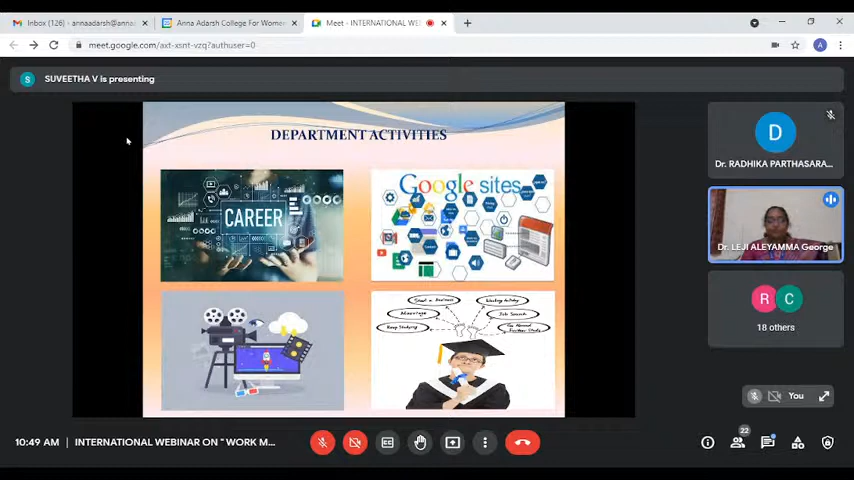 Inbox (126) - annaadarsh@anna
Anna Adarsh College For Women
Meet - INTERNATIONAL WE
meet.google.com/axt-xsnt-vzq?authuser=0
A
S
SUVEETHA V is presenting
DEPARTMENT ACTIVITIES
CAREER
Google sites
Start a Business
Working Activity
Marriage
Job Search
Keep Studying
D
Dr. RADHIKA PARTHASARA...
Dr. LEJI ALEYAMMA George
R
C
18 others
You
10:49 AM | INTERNATIONAL WEBINAR ON " WORK M...
22